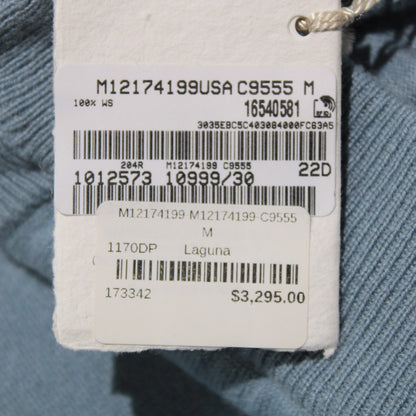 M12174199USA C9555 M
100% WS
16540581
3035EBC5C403084000FC83A5
204R M12174199 C9555
1012573 10999/30 22D
M12174199 M12174199-C9555
M
1170DP Laguna
173342 $3,295.00